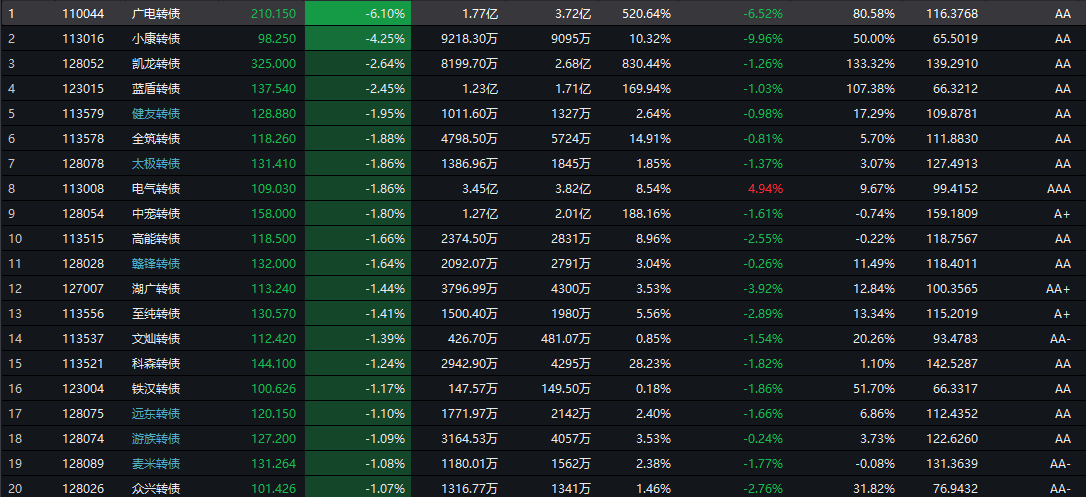 1 110044 广电转债 210.150 -6.10% 1.77亿 3.72亿 520.64% -6.52% 80.58% 116.3768 AA
2 113016 小康转债 98.250 -4.25% 9218.30万 9095万 10.32% -9.96% 50.00% 65.5019 AA
3 128052 凯龙转债 325.000 -2.64% 8199.70万 2.68亿 830.44% -1.26% 133.32% 139.2910 AA
4 123015 蓝盾转债 137.540 -2.45% 1.23亿 1.71亿 169.94% -1.03% 107.38% 66.3212 AA
5 113579 健友转债 128.880 -1.95% 1011.60万 1327万 2.64% -0.98% 17.29% 109.8781 AA
6 113578 全筑转债 118.260 -1.88% 4798.50万 5724万 14.91% -0.81% 5.70% 111.8830 AA
7 128078 太极转债 131.410 -1.86% 1386.96万 1845万 1.85% -1.37% 3.07% 127.4913 AA
8 113008 电气转债 109.030 -1.86% 3.45亿 3.82亿 8.54% 4.94% 9.67% 99.4152 AAA
9 128054 中宠转债 158.000 -1.80% 1.27亿 2.01亿 188.16% -1.61% -0.74% 159.1809 A+
10 113515 高能转债 118.500 -1.66% 2374.50万 2831万 8.96% -2.55% -0.22% 118.7567 AA
11 128028 赣锋转债 132.000 -1.64% 2092.07万 2791万 3.04% -0.26% 11.49% 118.4011 AA
12 127007 湖广转债 113.240 -1.44% 3796.99万 4300万 3.53% -3.92% 12.84% 100.3565 AA+
13 113556 至纯转债 130.570 -1.41% 1500.40万 1980万 5.56% -2.89% 13.34% 115.2019 A+
14 113537 文灿转债 112.420 -1.39% 426.70万 481.07万 0.85% -1.54% 20.26% 93.4783 AA-
15 113521 科森转债 144.100 -1.24% 2942.90万 4295万 28.23% -1.82% 1.10% 142.5287 AA
16 123004 铁汉转债 100.626 -1.17% 147.57万 149.50万 0.18% -1.86% 51.70% 66.3317 AA
17 128075 远东转债 120.150 -1.10% 1771.97万 2142万 2.40% -1.66% 6.86% 112.4352 AA
18 128074 游族转债 127.200 -1.09% 3164.53万 4057万 3.53% -0.24% 3.73% 122.6260 AA
19 128089 麦米转债 131.264 -1.08% 1180.01万 1562万 2.38% -1.77% -0.08% 131.3639 AA-
20 128026 众兴转债 101.426 -1.07% 1316.77万 1341万 1.46% -2.76% 31.82% 76.9432 AA-